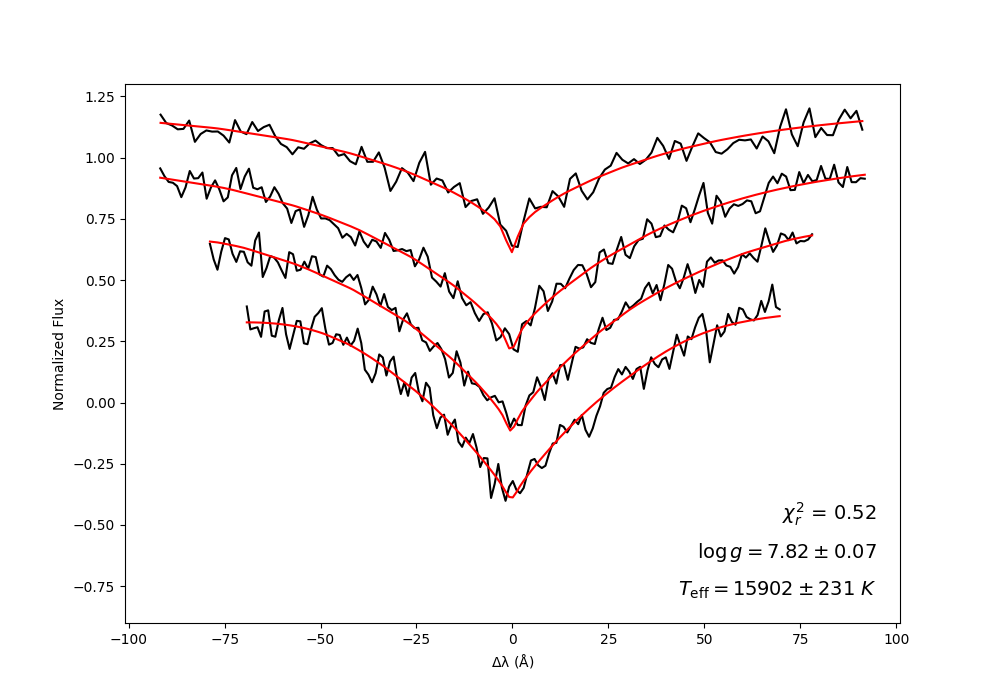 1.25
1.00
0.75
0.50
0.25
0.00
−0.25
−0.50
−0.75
Normalized Flux
χ²ᵣ = 0.52
log g = 7.82 ± 0.07
T_eff = 15902 ± 231 K
−100 −75 −50 −25 0 25 50 75 100
Δλ (Å)